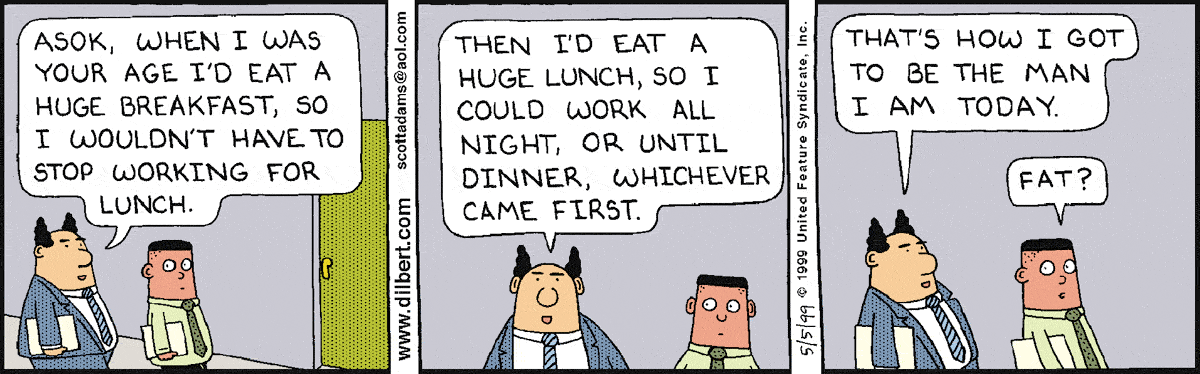 ASOK, WHEN I WAS
YOUR AGE I'D EAT A
HUGE BREAKFAST, SO
I WOULDN'T HAVE TO
STOP WORKING FOR
LUNCH.
www.dilbert.com scottadams@aol.com
THEN I'D EAT A
HUGE LUNCH, SO I
COULD WORK ALL
NIGHT, OR UNTIL
DINNER, WHICHEVER
CAME FIRST.
5/5/99 © 1999 United Feature Syndicate, Inc.
THAT'S HOW I GOT
TO BE THE MAN
I AM TODAY.
FAT?